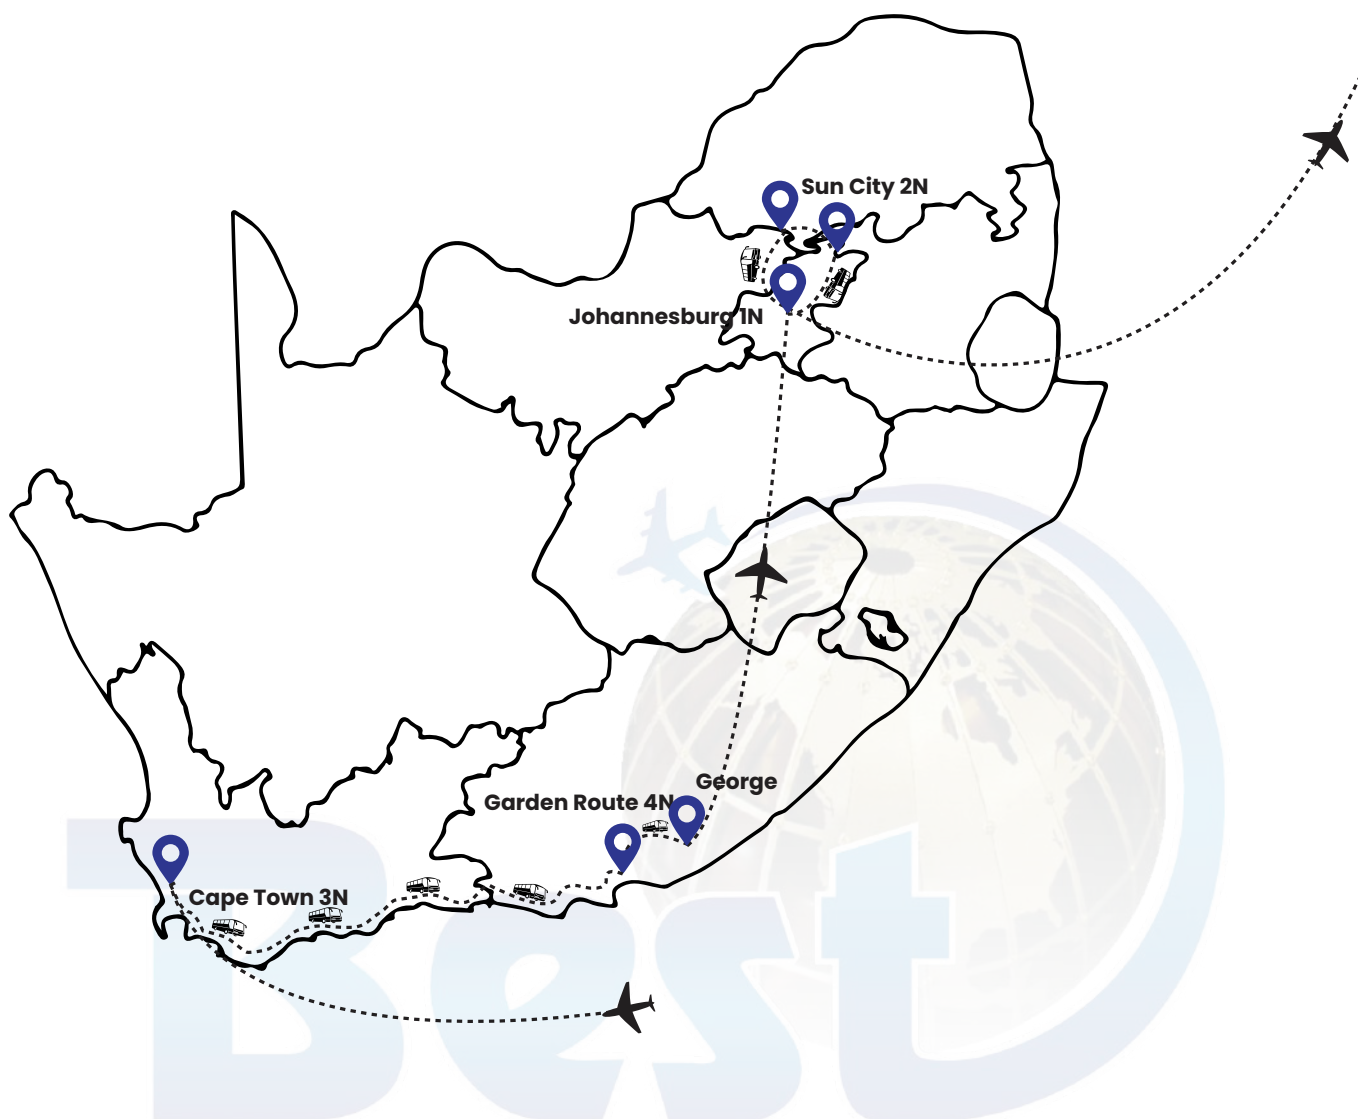 Sun City 2N
Johannesburg 1N
George
Garden Route 4N
Cape Town 3N
Best